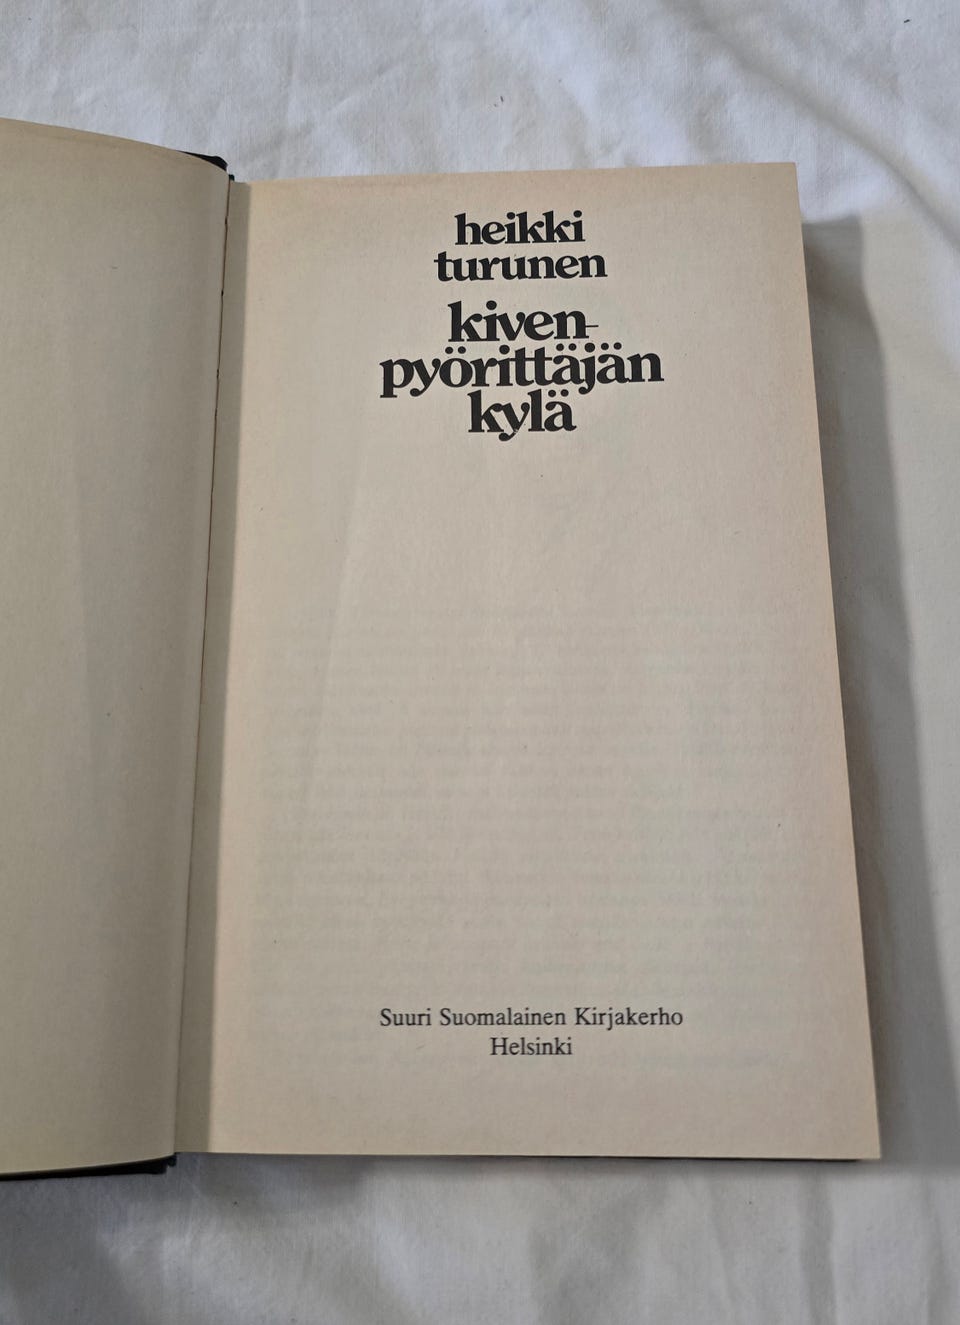 heikki
turunen
kiven-
pyörittäjän
kylä
Suuri Suomalainen Kirjakerho
Helsinki